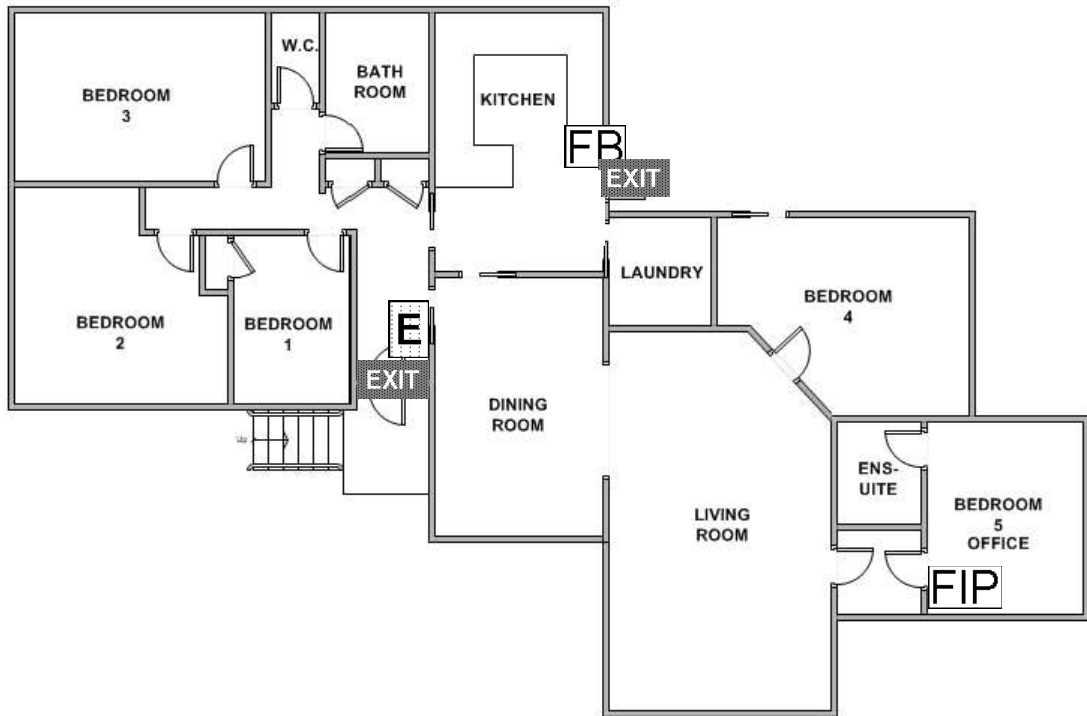 W.C.
BATH
ROOM
KITCHEN
BEDROOM
3
FB
EXIT
LAUNDRY
BEDROOM
4
BEDROOM
2
BEDROOM
1
E
EXIT
DINING
ROOM
Up
ENS-
UITE
BEDROOM
5
OFFICE
LIVING
ROOM
FIP